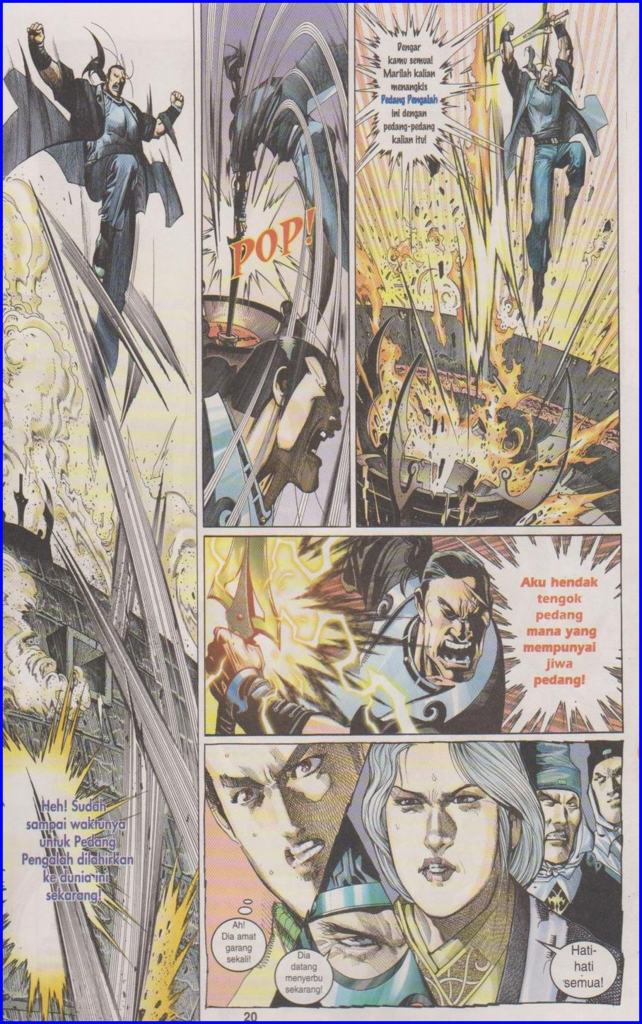 Heh! Sudah
sampai waktunya
untuk Pedang
Pengalah dilahirkan
ke dunia ini
sekarang!
POP!
Dengar
kamu semua!
Marilah kalian
menangkis
Pedang Pengalah
ini dengan
pedang-pedang
kalian itu!
Aku hendak
tengok
pedang
mana yang
mempunyai
jiwa
pedang!
Ah!
Dia amat
garang
sekali!
Dia
datang
menyerbu
sekarang!
Hati-
hati
semua!
20